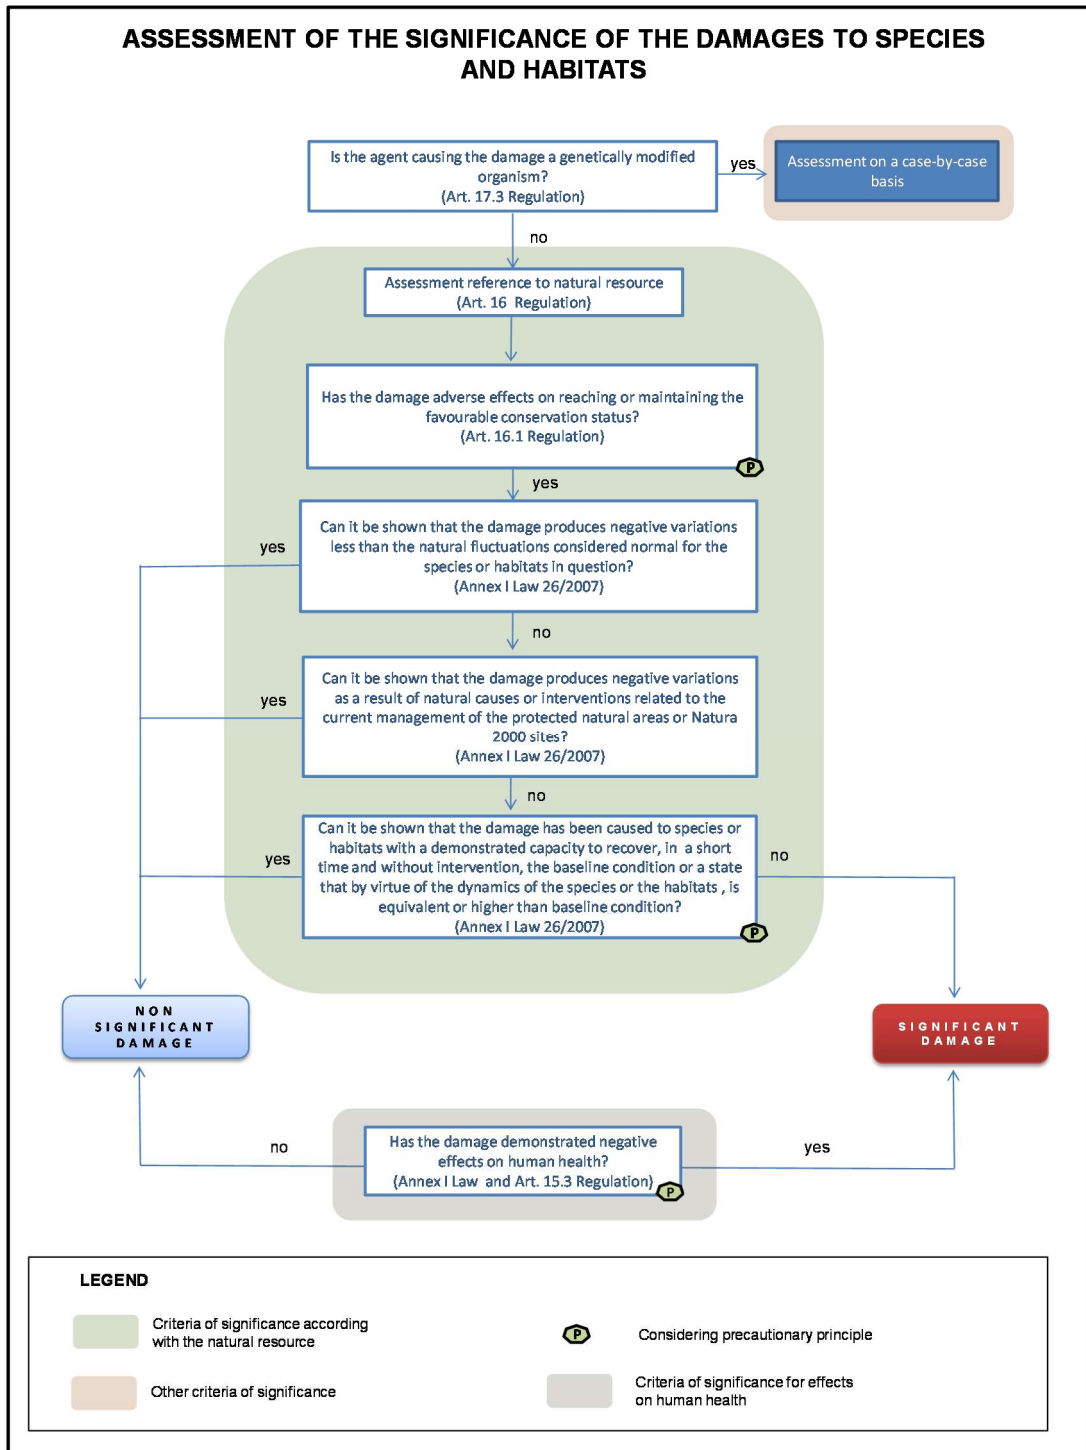 ASSESSMENT OF THE SIGNIFICANCE OF THE DAMAGES TO SPECIES
AND HABITATS
Is the agent causing the damage a genetically modified
organism?
(Art. 17.3 Regulation)
yes
Assessment on a case-by-case
basis
no
Assessment reference to natural resource
(Art. 16 Regulation)
Has the damage adverse effects on reaching or maintaining the
favourable conservation status?
(Art. 16.1 Regulation)
P
yes
Can it be shown that the damage produces negative variations
less than the natural fluctuations considered normal for the
species or habitats in question?
(Annex I Law 26/2007)
yes
no
Can it be shown that the damage produces negative variations
as a result of natural causes or interventions related to the
current management of the protected natural areas or Natura
2000 sites?
(Annex I Law 26/2007)
yes
no
Can it be shown that the damage has been caused to species or
habitats with a demonstrated capacity to recover, in a short
time and without intervention, the baseline condition or a state
that by virtue of the dynamics of the species or the habitats , is
equivalent or higher than baseline condition?
(Annex I Law 26/2007)
P
yes
no
NON
SIGNIFICANT
DAMAGE
SIGNIFICANT
DAMAGE
Has the damage demonstrated negative
effects on human health?
(Annex I Law and Art. 15.3 Regulation)
P
no
yes
LEGEND
Criteria of significance according
with the natural resource
P
Considering precautionary principle
Other criteria of significance
Criteria of significance for effects
on human health